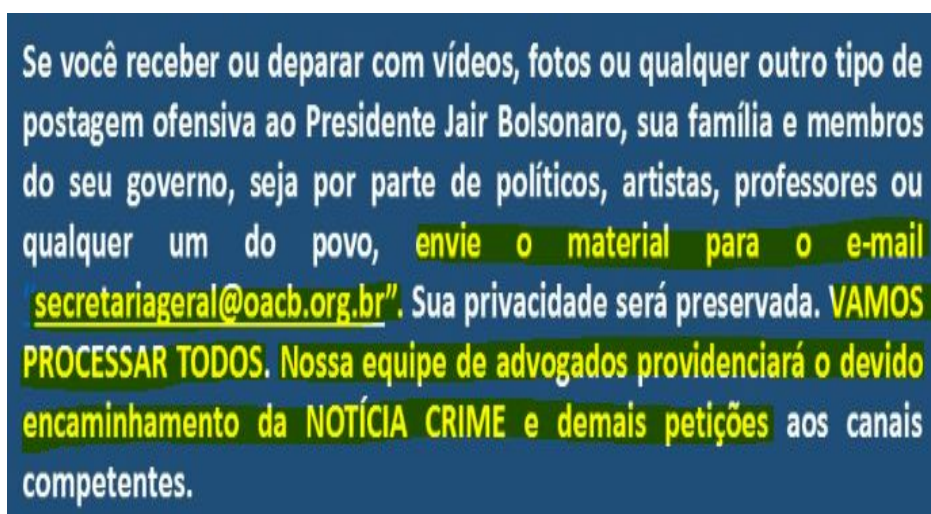 Se você receber ou deparar com vídeos, fotos ou qualquer outro tipo de
postagem ofensiva ao Presidente Jair Bolsonaro, sua família e membros
do seu governo, seja por parte de políticos, artistas, professores ou
qualquer um do povo, envie o material para o e-mail
"secretariageral@oacb.org.br". Sua privacidade será preservada. VAMOS
PROCESSAR TODOS. Nossa equipe de advogados providenciará o devido
encaminhamento da NOTÍCIA CRIME e demais petições aos canais
competentes.